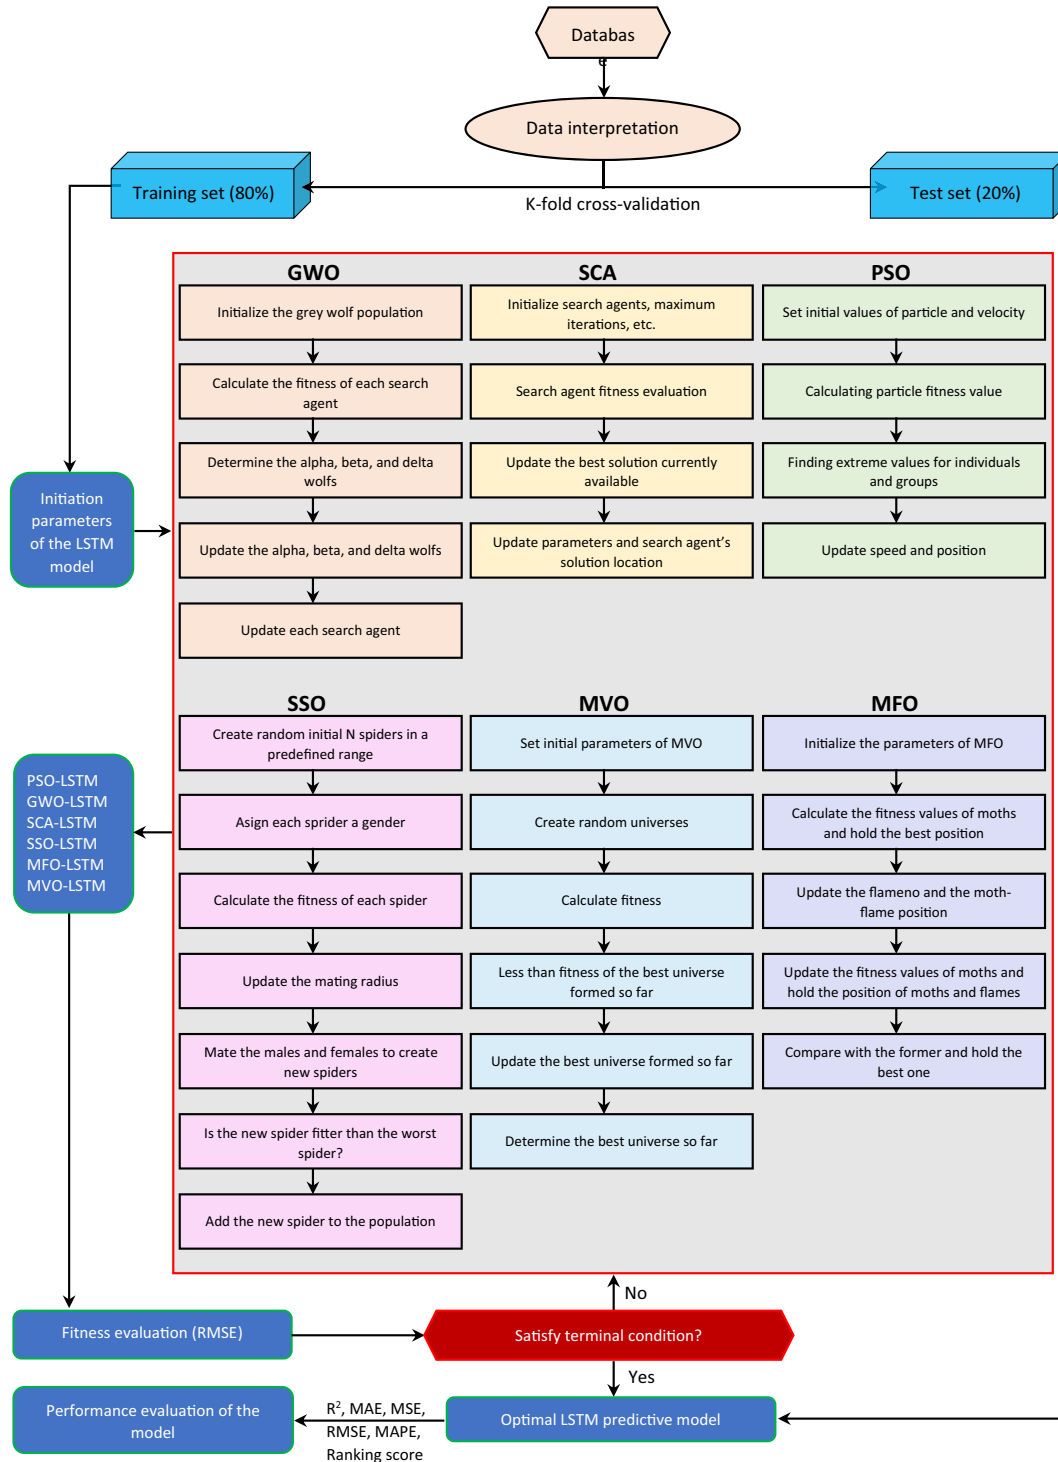 Databas
e
Data interpretation
Training set (80%)
K-fold cross-validation
Test set (20%)
GWO
Initialize the grey wolf population
Calculate the fitness of each search
agent
Determine the alpha, beta, and delta
wolfs
Update the alpha, beta, and delta wolfs
Update each search agent
SCA
Initialize search agents, maximum
iterations, etc.
Search agent fitness evaluation
Update the best solution currently
available
Update parameters and search agent's
solution location
PSO
Set initial values of particle and velocity
Calculating particle fitness value
Finding extreme values for individuals
and groups
Update speed and position
Initiation
parameters
of the LSTM
model
SSO
Create random initial N spiders in a
predefined range
Asign each sprider a gender
Calculate the fitness of each spider
Update the mating radius
Mate the males and females to create
new spiders
Is the new spider fitter than the worst
spider?
Add the new spider to the population
MVO
Set initial parameters of MVO
Create random universes
Calculate fitness
Less than fitness of the best universe
formed so far
Update the best universe formed so far
Determine the best universe so far
MFO
Initialize the parameters of MFO
Calculate the fitness values of moths
and hold the best position
Update the flameno and the moth-
flame position
Update the fitness values of moths and
hold the position of moths and flames
Compare with the former and hold the
best one
PSO-LSTM
GWO-LSTM
SCA-LSTM
SSO-LSTM
MFO-LSTM
MVO-LSTM
No
Fitness evaluation (RMSE)
Satisfy terminal condition?
Yes
Performance evaluation of the
model
R², MAE, MSE,
RMSE, MAPE,
Ranking score
Optimal LSTM predictive model